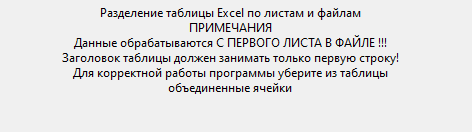 Разделение таблицы Excel по листам и файлам
ПРИМЕЧАНИЯ
Данные обрабатываются С ПЕРВОГО ЛИСТА В ФАЙЛЕ !!!
Заголовок таблицы должен занимать только первую строку!
Для корректной работы программы уберите из таблицы
объединенные ячейки